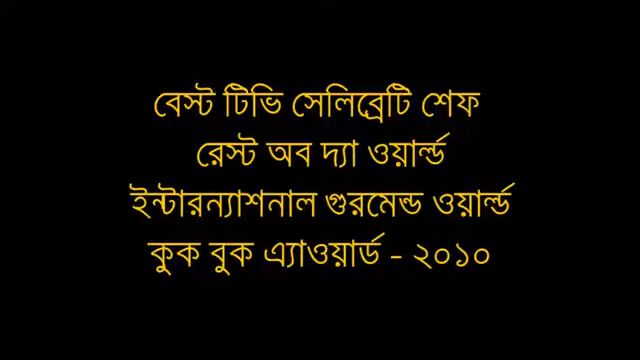 বেস্ট টিভি সেলিব্রেটি শেফ
রেস্ট অব দ্যা ওয়ার্ল্ড
ইন্টারন্যাশনাল গুরমেন্ড ওয়ার্ল্ড
কুক বুক এ্যাওয়ার্ড - ২০১০